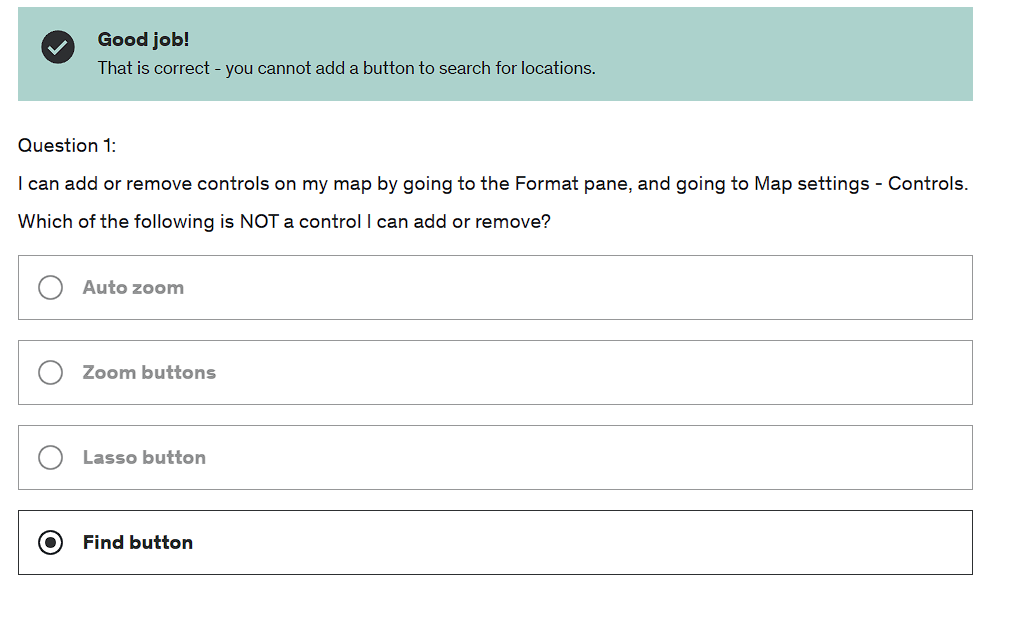 Good job!
That is correct - you cannot add a button to search for locations.
Question 1:
I can add or remove controls on my map by going to the Format pane, and going to Map settings - Controls.
Which of the following is NOT a control I can add or remove?
Auto zoom
Zoom buttons
Lasso button
Find button